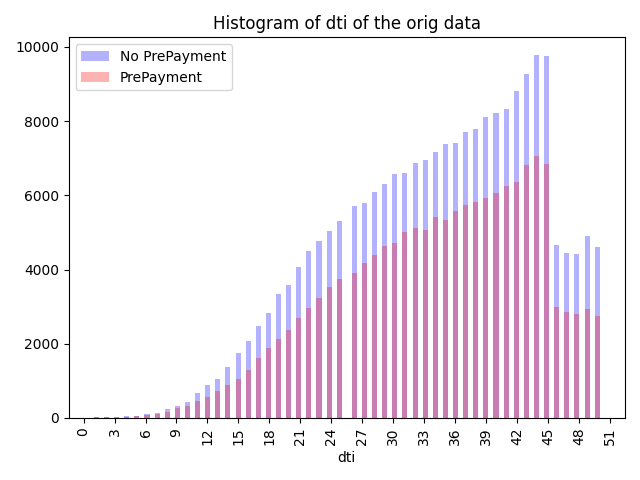 Histogram of dti of the orig data
No PrePayment
PrePayment
10000
8000
6000
4000
2000
0
0 3 6 9 12 15 18 21 24 27 30 33 36 39 42 45 48 51
dti